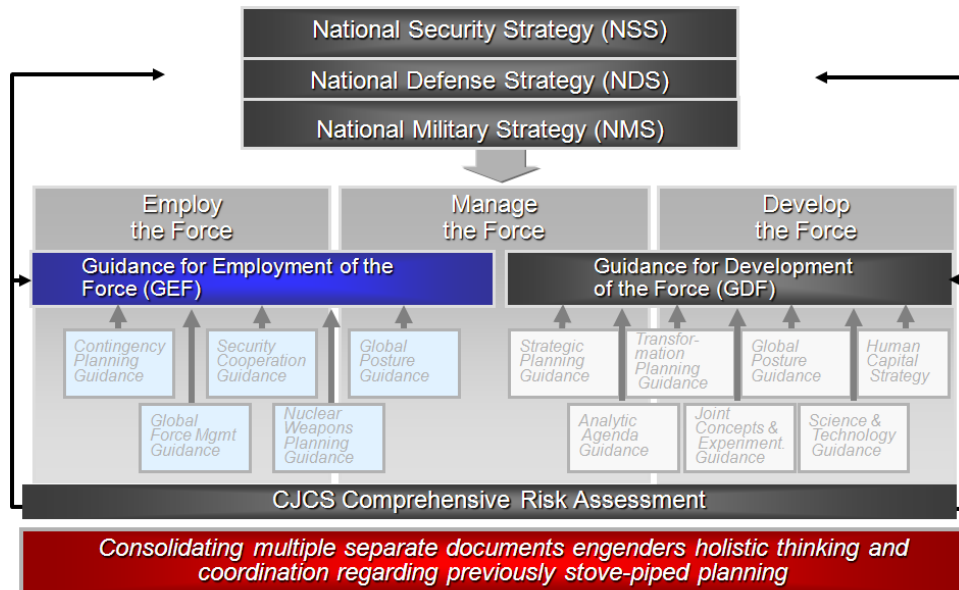 National Security Strategy (NSS)
National Defense Strategy (NDS)
National Military Strategy (NMS)
Employ
the Force
Manage
the Force
Develop
the Force
Guidance for Employment of the
Force (GEF)
Guidance for Development
of the Force (GDF)
Contingency
Planning
Guidance
Security
Cooperation
Guidance
Global
Posture
Guidance
Strategic
Planning
Guidance
Transfor-
mation
Planning
Guidance
Global
Posture
Guidance
Human
Capital
Strategy
Global
Force Mgmt
Guidance
Nuclear
Weapons
Planning
Guidance
Analytic
Agenda
Guidance
Joint
Concepts &
Experiment.
Guidance
Science &
Technology
Guidance
CJCS Comprehensive Risk Assessment
Consolidating multiple separate documents engenders holistic thinking and
coordination regarding previously stove-piped planning